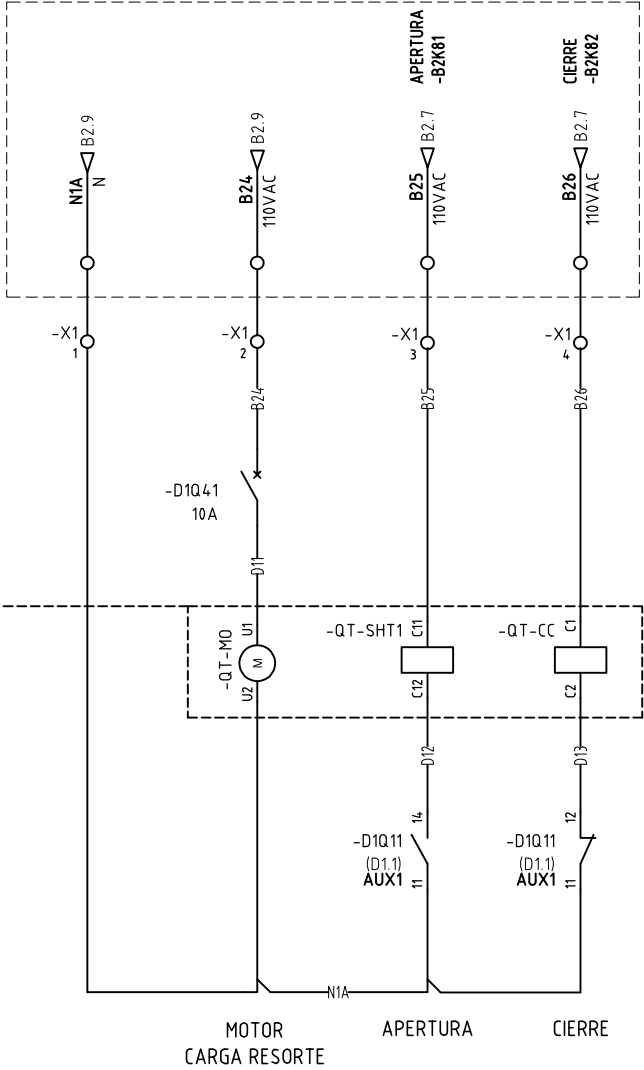 APERTURA
-B2K81
CIERRE
-B2K82
B2.9
B2.9
B2.7
B2.7
N1A
N
B24
110VAC
B25
110VAC
B26
110VAC
-X1
1
-X1
2
-X1
3
-X1
4
B24
B25
B26
-D1Q41
10A
D11
-QT-MO
U1
M
U2
-QT-SHT1
C11
C12
-QT-CC
C1
C2
D12
D13
14
-D1Q11
(D1.1)
AUX1
11
12
-D1Q11
(D1.1)
AUX1
11
N1A
MOTOR
CARGA RESORTE
APERTURA
CIERRE